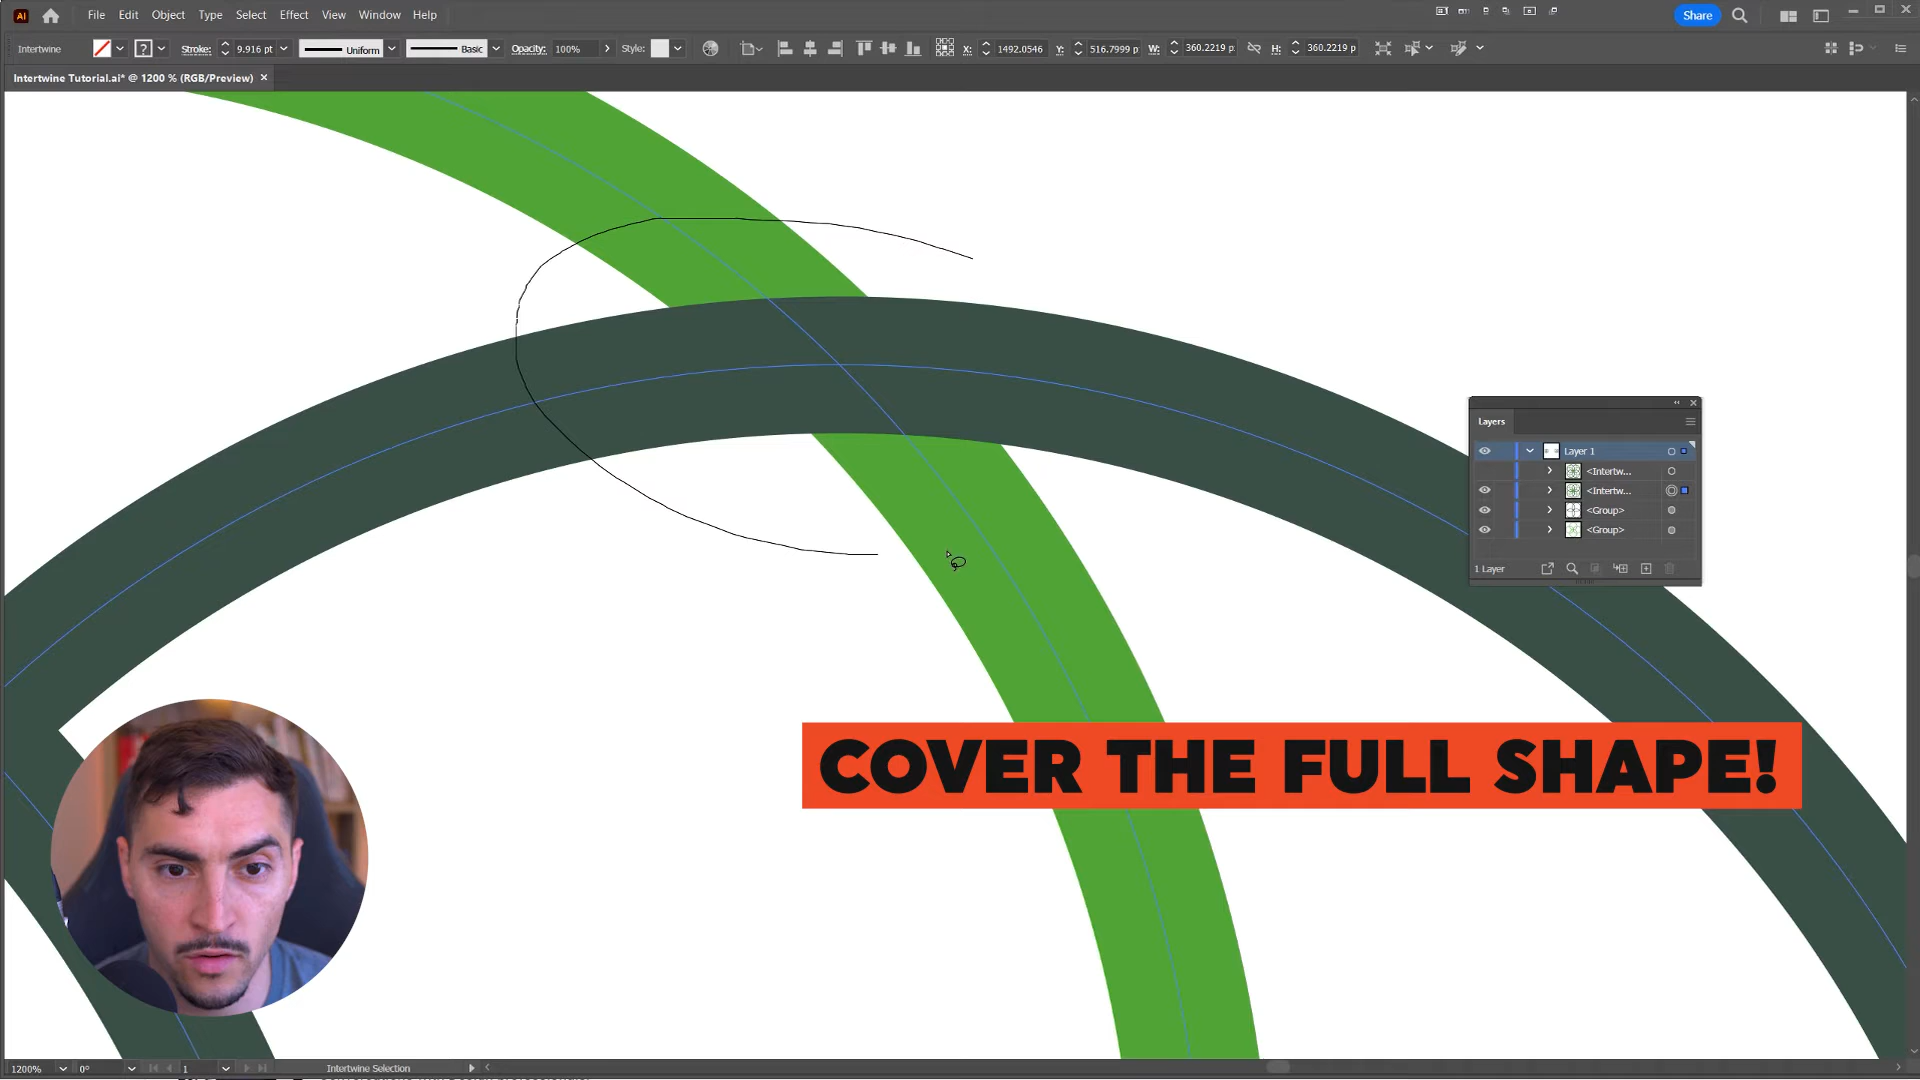 Ai File Edit Object Type Select Effect View Window Help Share
Intertwine ? Stroke: 9.916 pt Uniform Basic Opacity: 100% Style: X: 1492.0546 Y: 516.7999 p W: 360.2219 p H: 360.2219 p
Intertwine Tutorial.ai* @ 1200 % (RGB/Preview) ×
Layers
Layer 1
<Intertw...
<Intertw...
<Group>
<Group>
1 Layer
COVER THE FULL SHAPE!
1200% 0° 1 Intertwine Selection